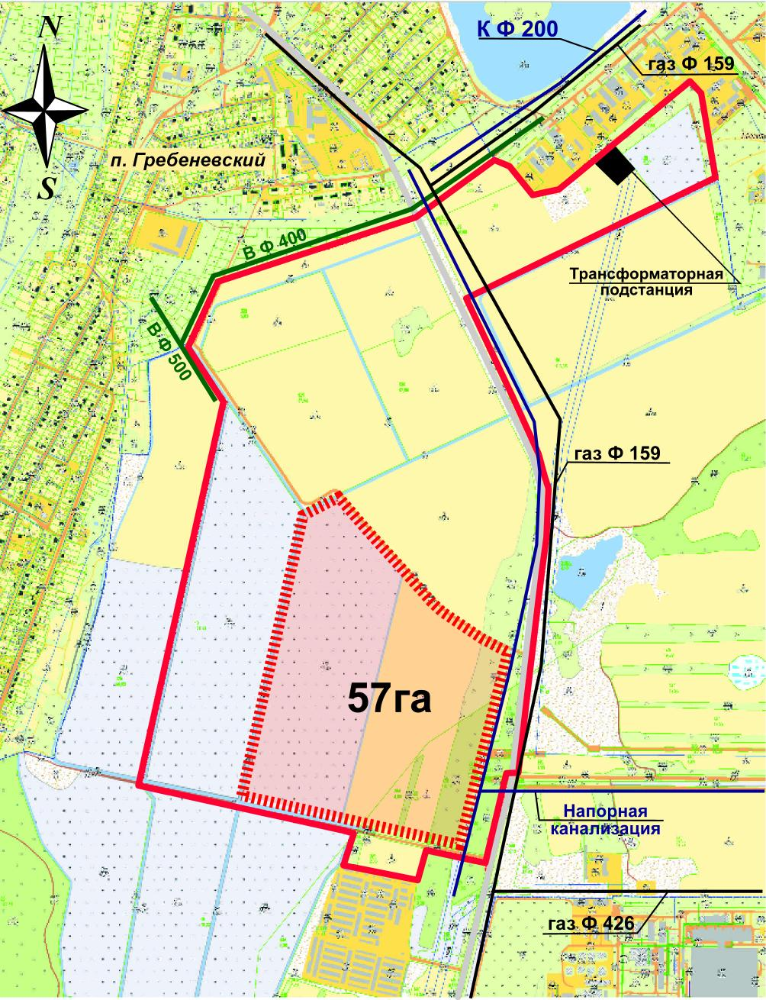 N
К Ф 200
газ Ф 159
п. Гребеневский
S
В Ф 400
Трансформаторная
подстанция
В Ф 500
газ Ф 159
57га
Напорная
канализация
газ Ф 426